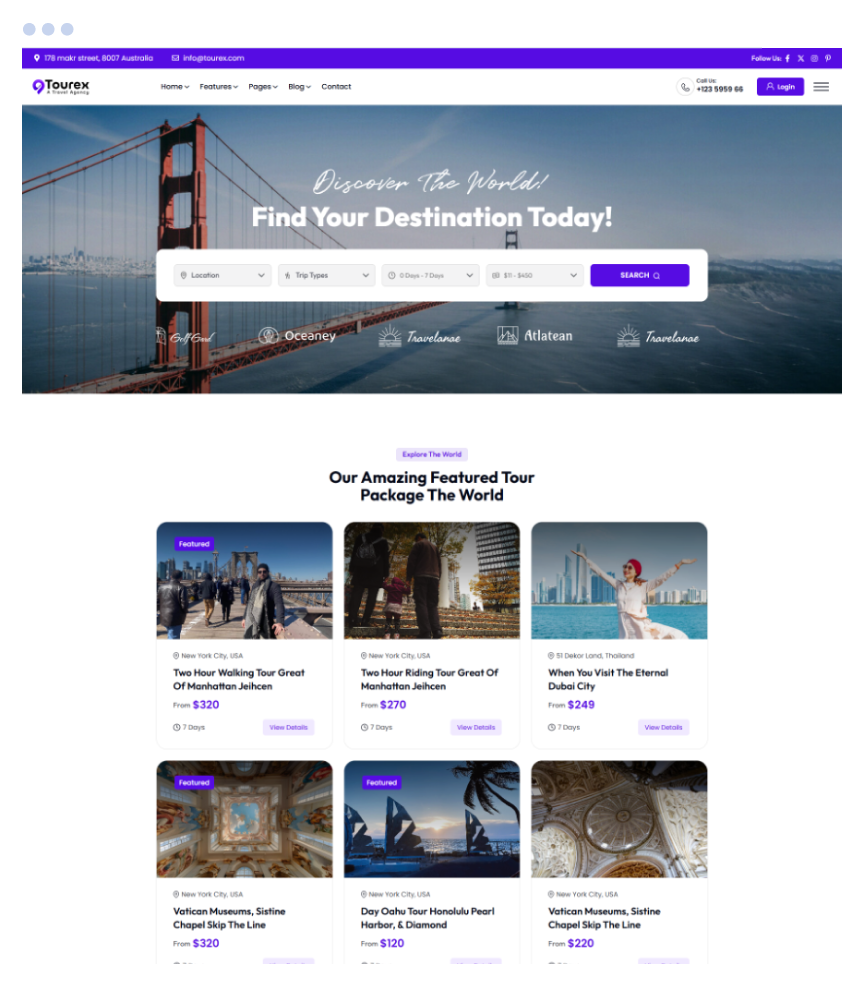 178 makr street, 8007 Australia info@tourex.com Follow Us:
Tourex
A Travel Agency
Home Features Pages Blog Contact
Call Us:
+123 5959 66
Login
Discover The World!
Find Your Destination Today!
Location Trip Types 0 Days - 7 Days $11 - $450 SEARCH
Oceaney Travelanae Atlatean Travelanae
Explore The World
Our Amazing Featured Tour
Package The World
Featured
New York City, USA
Two Hour Walking Tour Great
Of Manhattan Jeihcen
From $320
7 Days View Details
New York City, USA
Two Hour Riding Tour Great Of
Manhattan Jeihcen
From $270
7 Days View Details
51 Dekor Land, Thailand
When You Visit The Eternal
Dubai City
From $249
7 Days View Details
Featured
New York City, USA
Vatican Museums, Sistine
Chapel Skip The Line
From $320
Featured
New York City, USA
Day Oahu Tour Honolulu Pearl
Harbor, & Diamond
From $120
New York City, USA
Vatican Museums, Sistine
Chapel Skip The Line
From $220